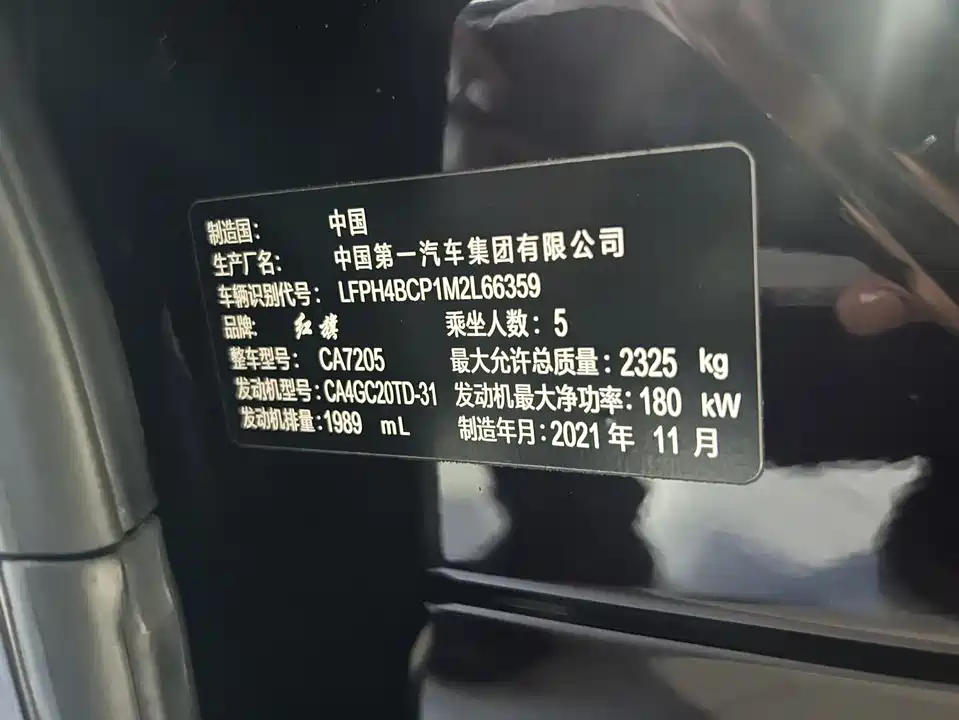 制造国： 中国
生产厂名： 中国第一汽车集团有限公司
车辆识别代号： LFPH4BCP1M2L66359
品牌： 红旗 乘坐人数：5
整车型号： CA7205 最大允许总质量：2325 kg
发动机型号：CA4GC20TD-31 发动机最大净功率：180 kW
发动机排量：1989 mL 制造年月：2021 年 11 月